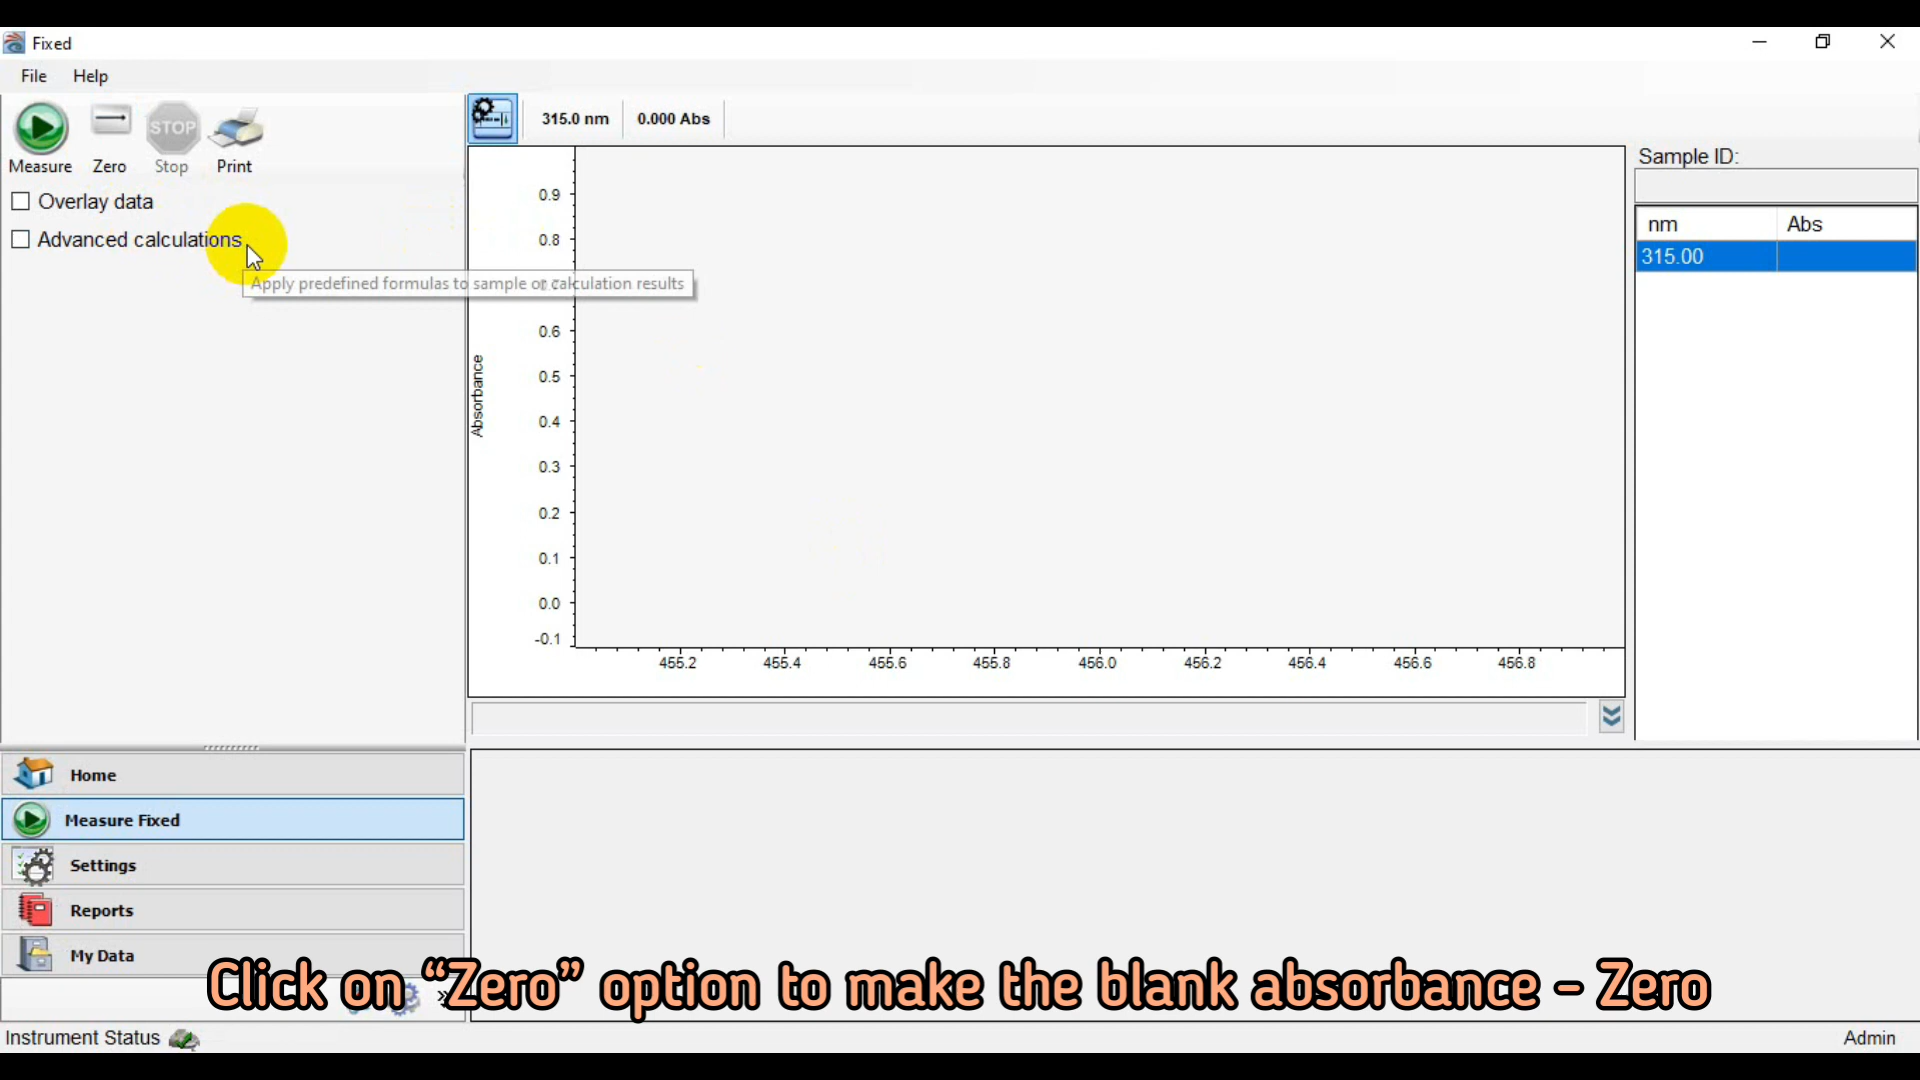 Fixed
File Help
Measure Zero Stop Print
STOP
Overlay data
Advanced calculations
Apply predefined formulas to sample or calculation results
315.0 nm 0.000 Abs
Absorbance
0.9
0.8
0.6
0.5
0.4
0.3
0.2
0.1
0.0
-0.1
455.2 455.4 455.6 455.8 456.0 456.2 456.4 456.6 456.8
Sample ID:
nm Abs
315.00
Home
Measure Fixed
Settings
Reports
My Data
Click on “Zero” option to make the blank absorbance – Zero
Instrument Status
Admin